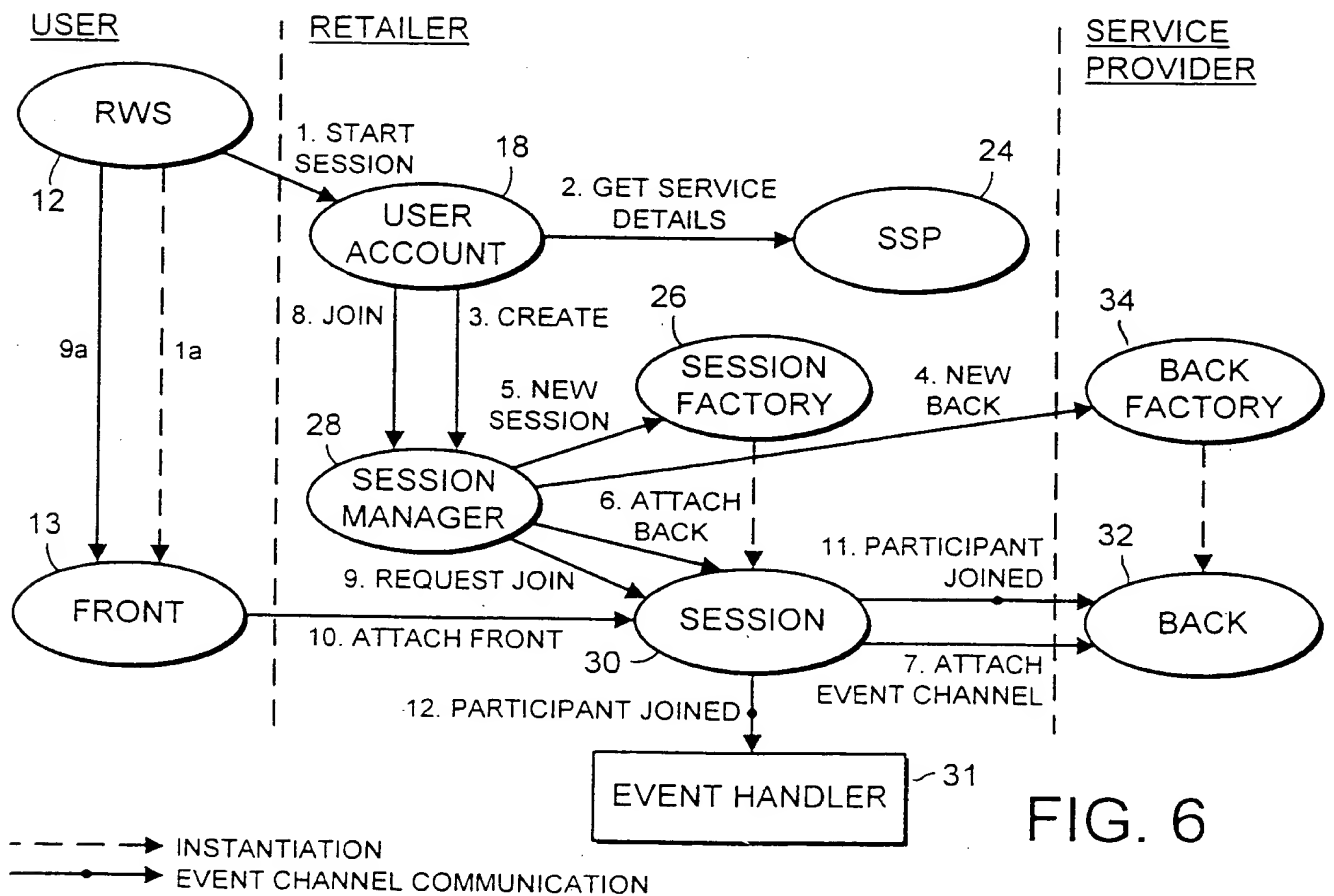 USER
RETAILER
SERVICE
PROVIDER
RWS
12
1. START
SESSION
18
USER
ACCOUNT
2. GET SERVICE
DETAILS
24
SSP
8. JOIN
3. CREATE
26
34
9a
1a
SESSION
FACTORY
5. NEW
SESSION
4. NEW
BACK
BACK
FACTORY
28
SESSION
MANAGER
6. ATTACH
BACK
13
FRONT
9. REQUEST JOIN
10. ATTACH FRONT
SESSION
30
11. PARTICIPANT
JOINED
32
BACK
7. ATTACH
EVENT CHANNEL
12. PARTICIPANT JOINED
EVENT HANDLER
31
FIG. 6
INSTANTIATION
EVENT CHANNEL COMMUNICATION